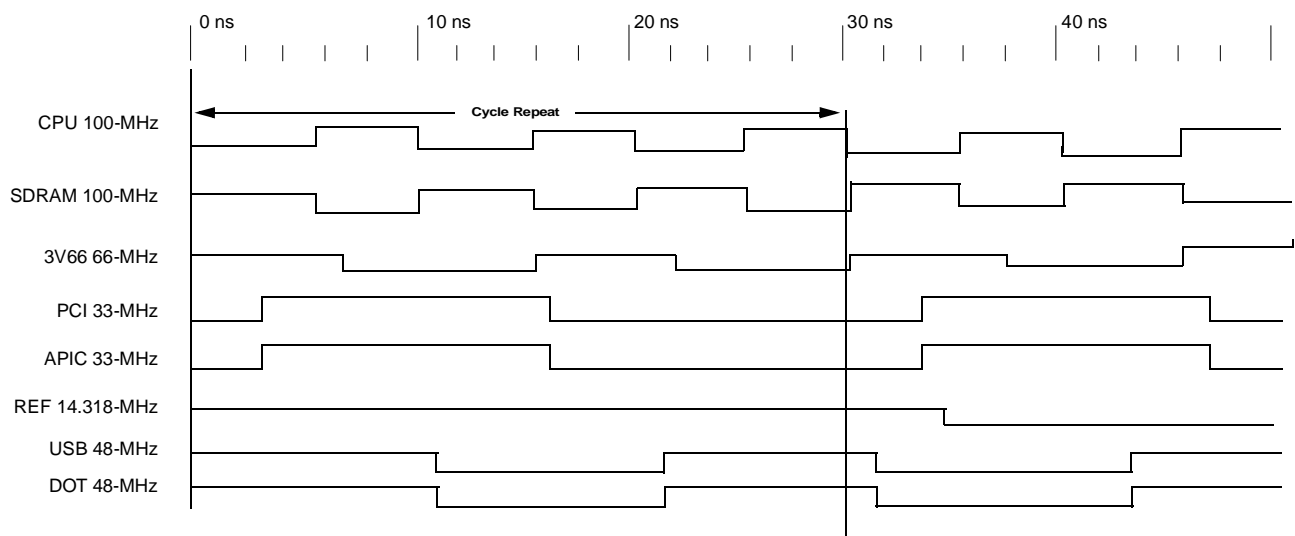 0 ns 10 ns 20 ns 30 ns 40 ns
Cycle Repeat
CPU 100-MHz
SDRAM 100-MHz
3V66 66-MHz
PCI 33-MHz
APIC 33-MHz
REF 14.318-MHz
USB 48-MHz
DOT 48-MHz